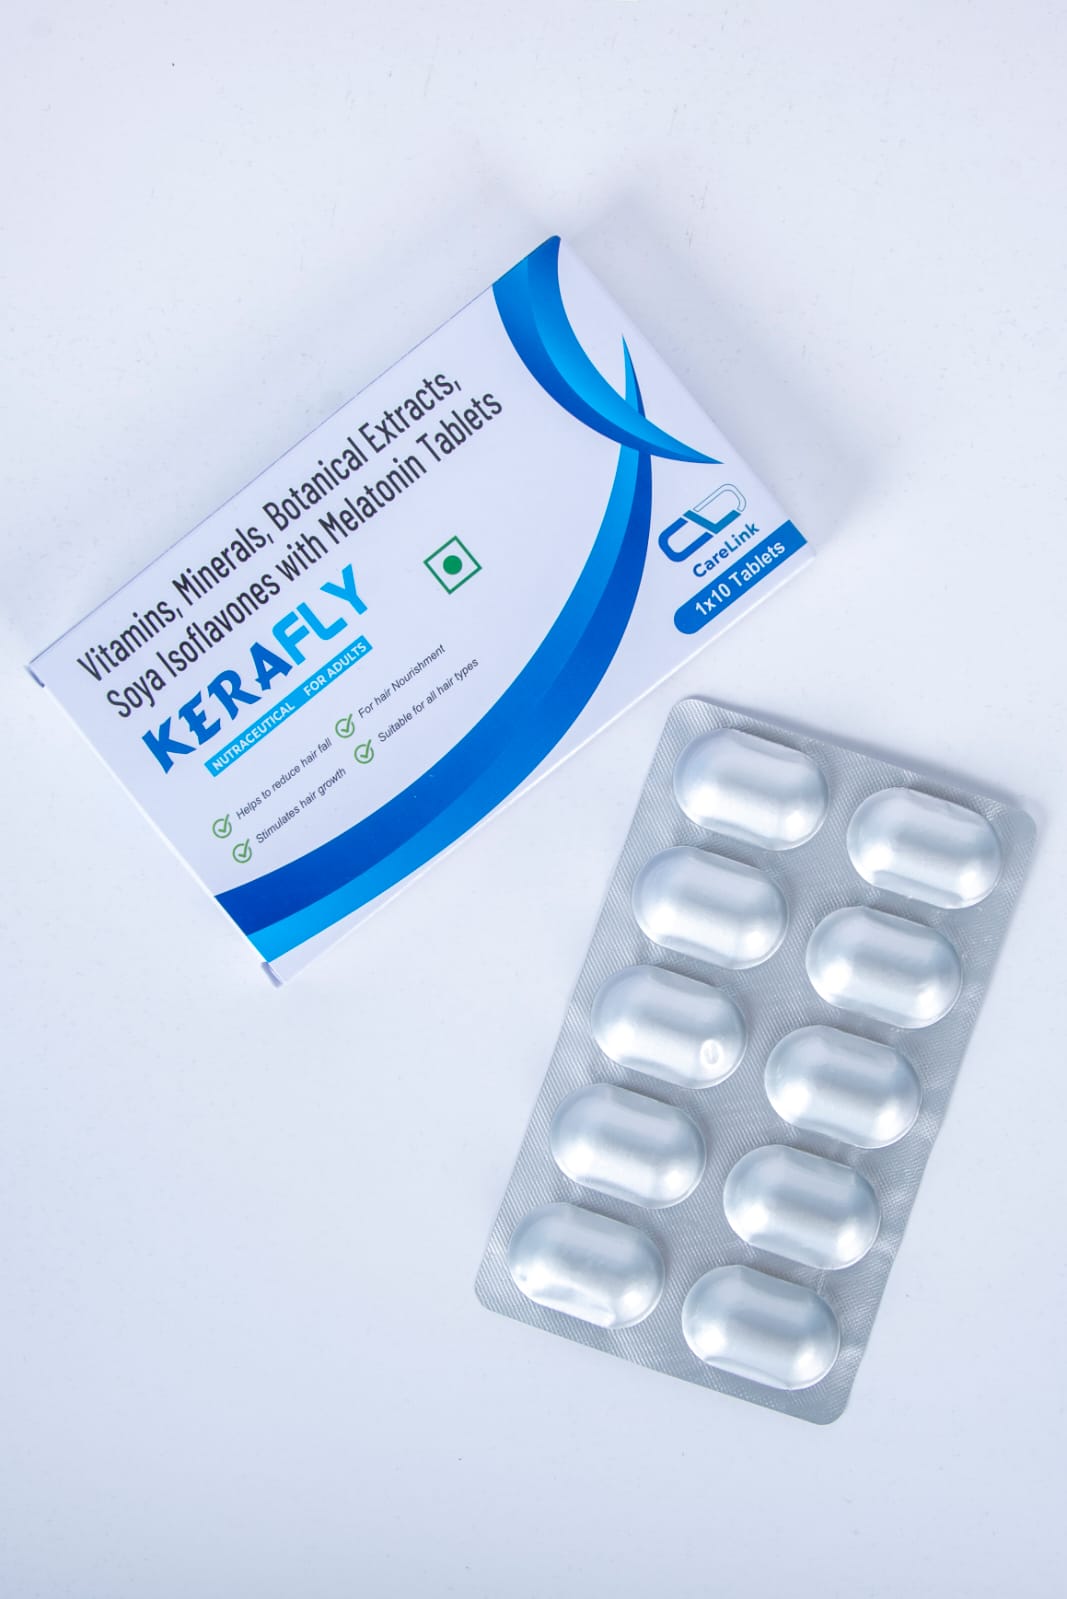 Vitamins, Minerals, Botanical Extracts,
Soya Isoflavones with Melatonin Tablets
KERAFLY
NUTRACEUTICAL FOR ADULTS
Helps to reduce hair fall
For hair Nourishment
Stimulates hair growth
Suitable for all hair types
CL
CareLink
1x10 Tablets